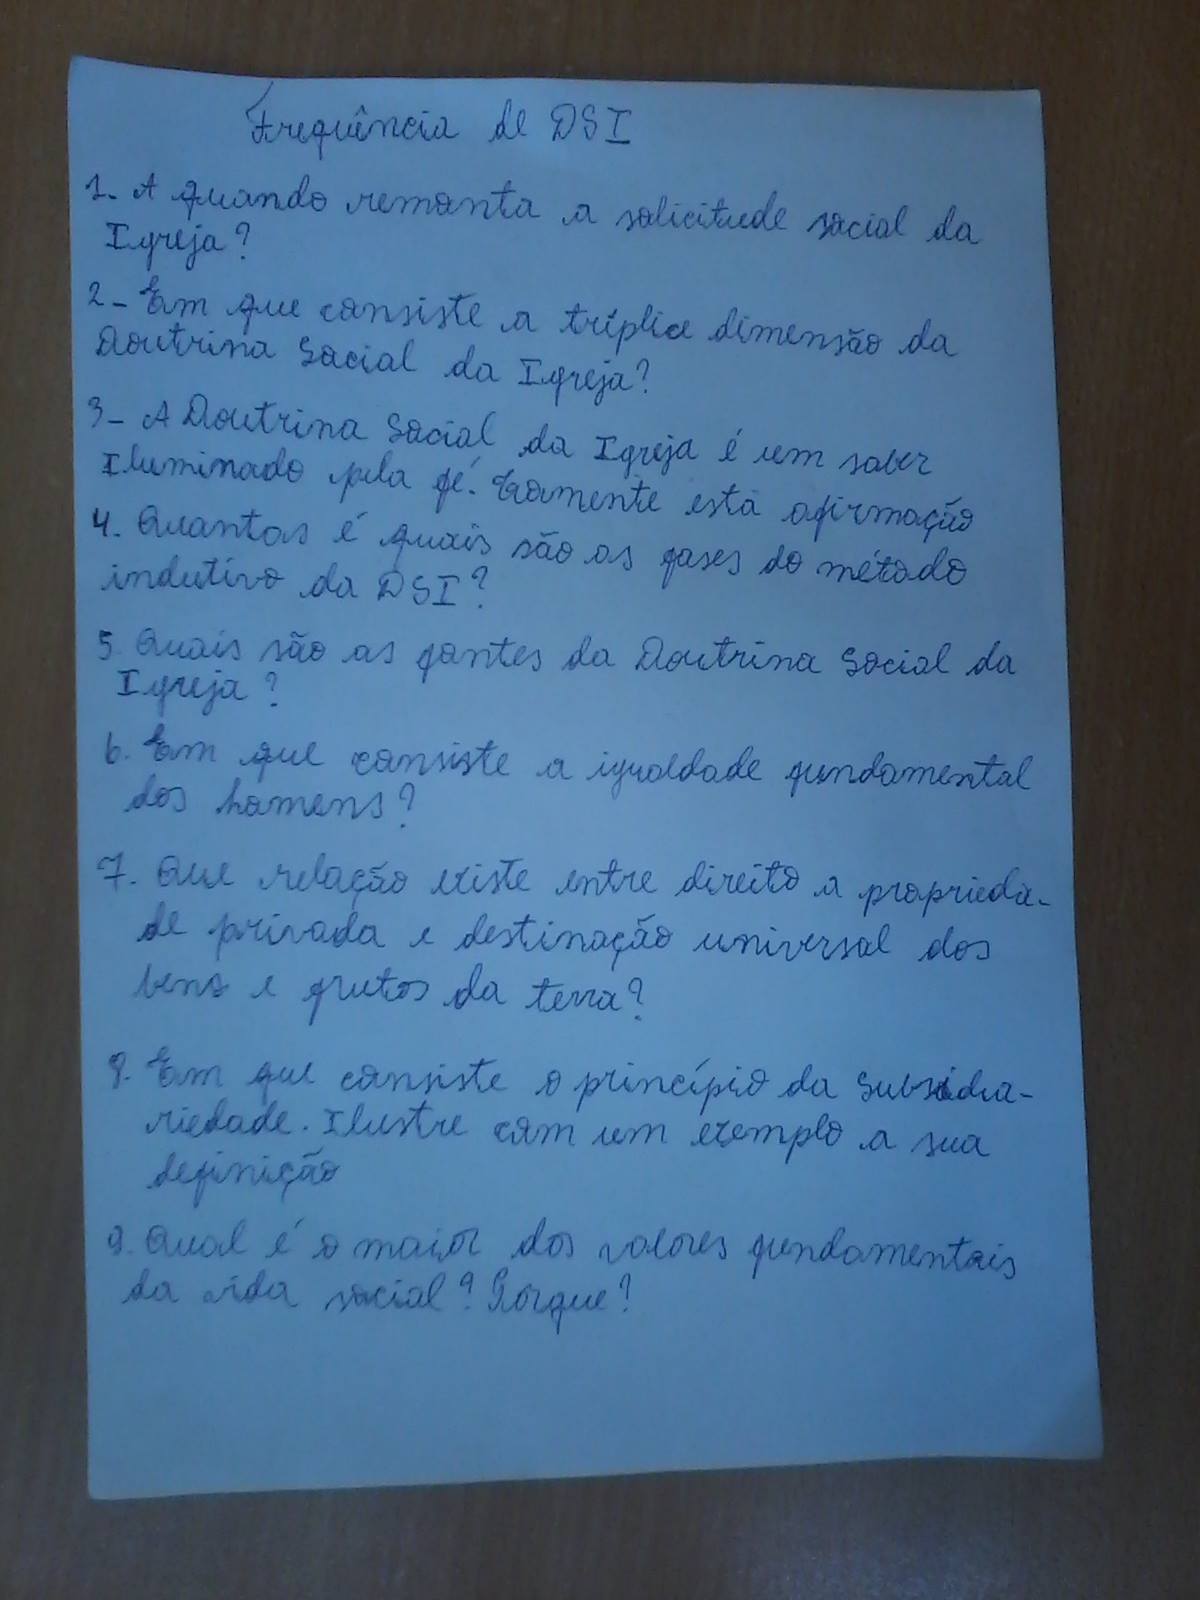 Frequência de DSI
1. A quando remonta a solicitude social da
Igreja?
2 - Em que consiste a tríplice dimensão da
Doutrina Social da Igreja?
3 - A Doutrina Social da Igreja é um saber
Iluminado pela fé. Comente está afirmação
4. Quantas é quais são as fases do método
indutivo da DSI?
5. Quais são as fontes da Doutrina Social da
Igreja?
6. Em que consiste a igualdade fundamental
dos homens?
7. Que relação existe entre direito a proprieda-
de privada e destinação universal dos
bens e frutos da terra?
8. Em que consiste o princípio da Subsidia-
riedade. Ilustre com um exemplo a sua
definição
9. Qual é o maior dos valores fundamentais
da vida social? Porque?